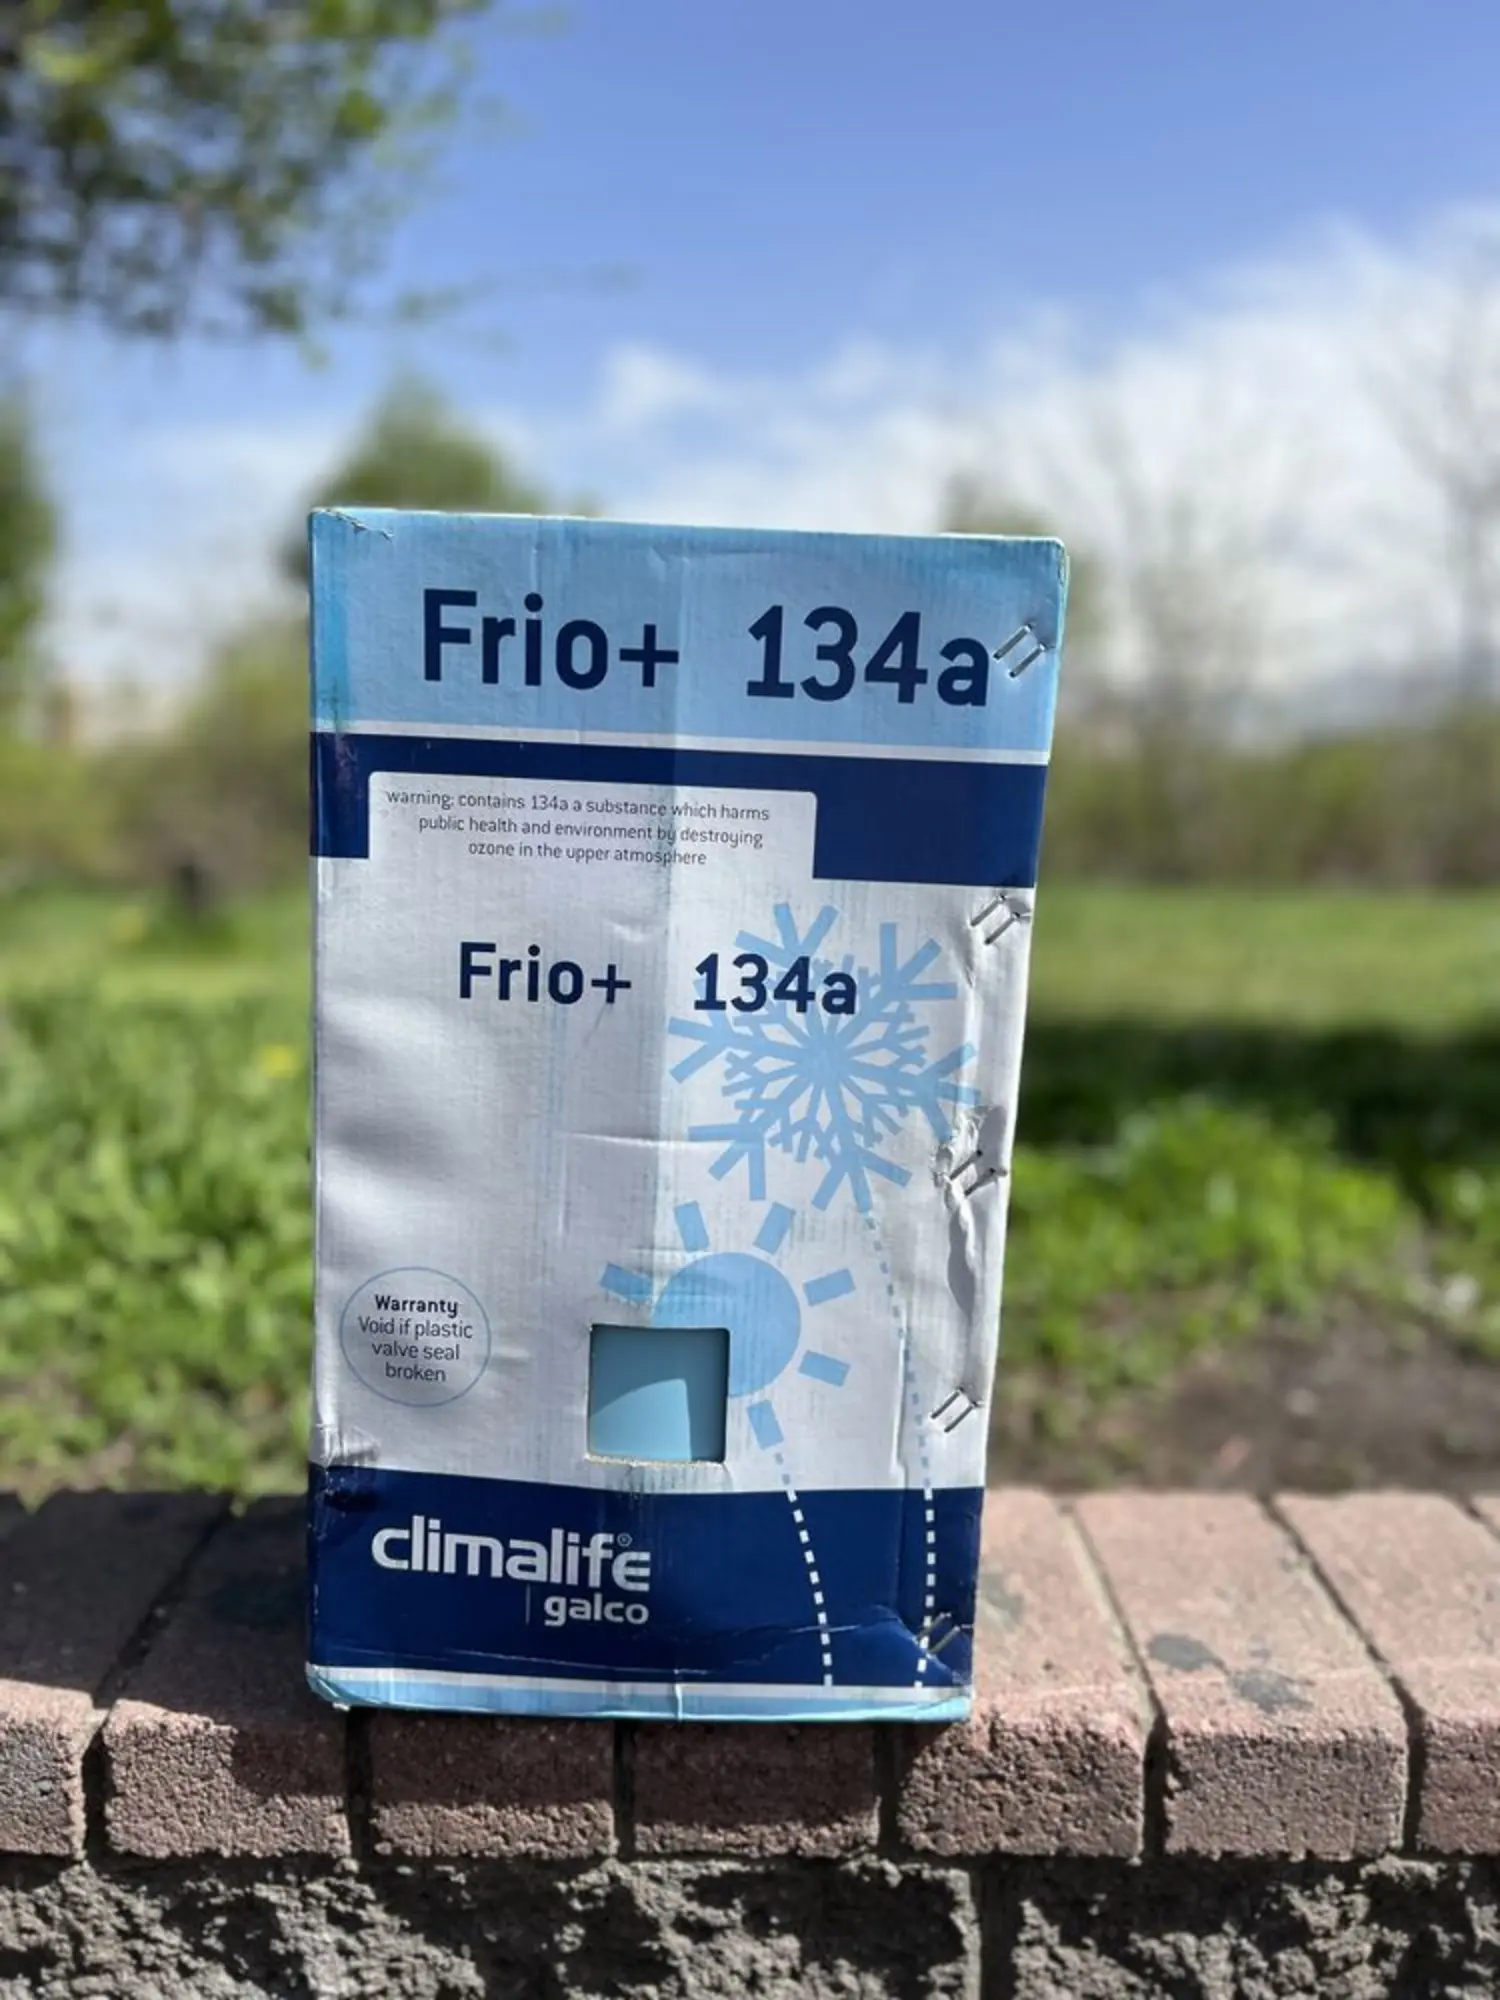 Frio+ 134a
warning: contains 134a a substance which harms
public health and environment by destroying
ozone in the upper atmosphere
Frio+ 134a
Warranty
Void if plastic
valve seal
broken
climalife®
galco